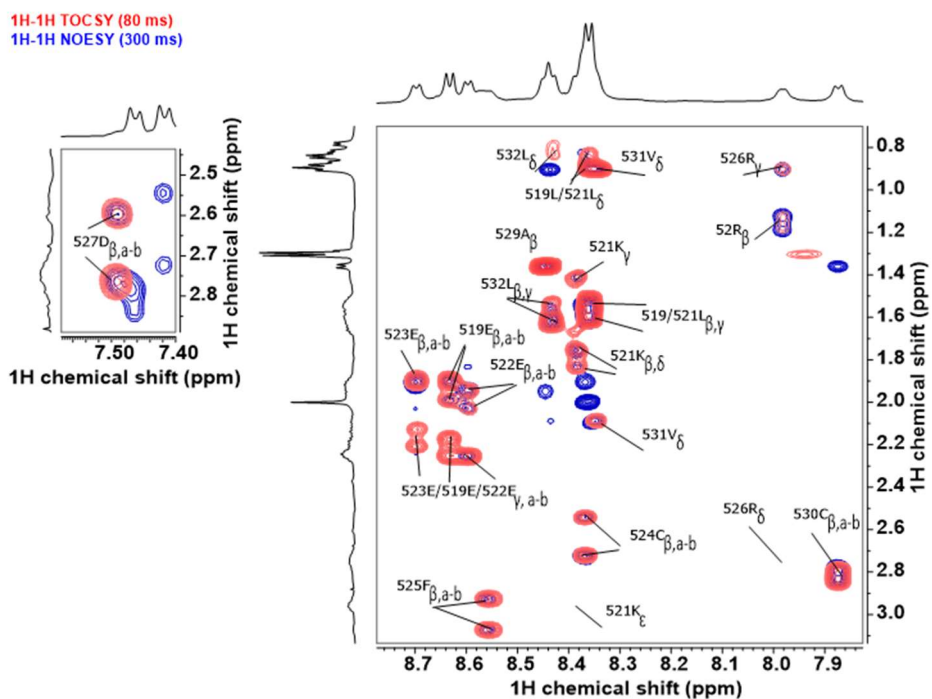 1H-1H TOCSY (80 ms)
1H-1H NOESY (300 ms)
2.5
2.6
2.7
2.8
527Dβ,a-b
7.50 7.40
1H chemical shift (ppm)
1H chemical shift (ppm)
532Lδ
531Vδ
519L/521Lδ
526Rγ
529Aβ
521Kγ
52Rβ
532Lβ,γ
519/521Lβ,γ
523Eβ,a-b
519Eβ,a-b
522Eβ,a-b
521Kβ,δ
531Vδ
523E/519E/522Eγ, a-b
526Rδ
530Cβ,a-b
524Cβ,a-b
525Fβ,a-b
521Kε
0.8
1.0
1.2
1.4
1.6
1.8
2.0
2.2
2.4
2.6
2.8
3.0
1H chemical shift (ppm)
8.7 8.6 8.5 8.4 8.3 8.2 8.1 8.0 7.9
1H chemical shift (ppm)